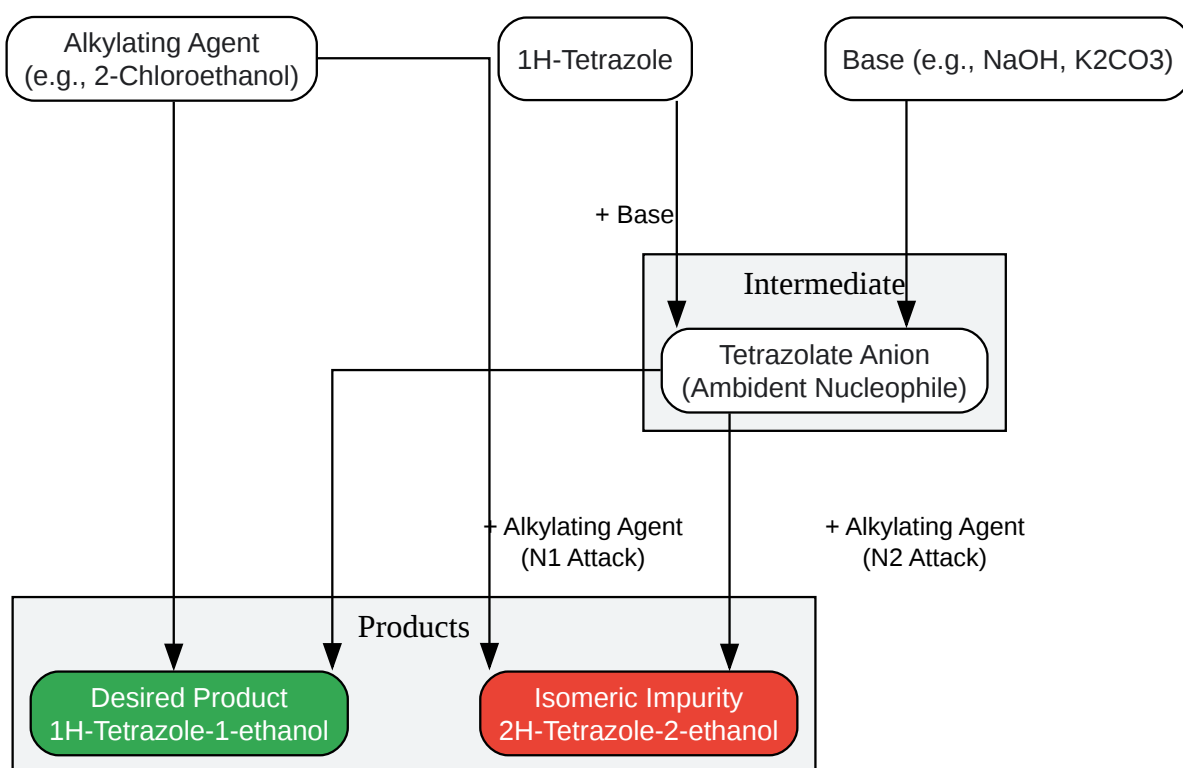 Alkylating Agent
(e.g., 2-Chloroethanol)
1H-Tetrazole
Base (e.g., NaOH, K2CO3)
+ Base
Intermediate
Tetrazolate Anion
(Ambident Nucleophile)
+ Alkylating Agent
(N1 Attack)
+ Alkylating Agent
(N2 Attack)
Products
Desired Product
1H-Tetrazole-1-ethanol
Isomeric Impurity
2H-Tetrazole-2-ethanol